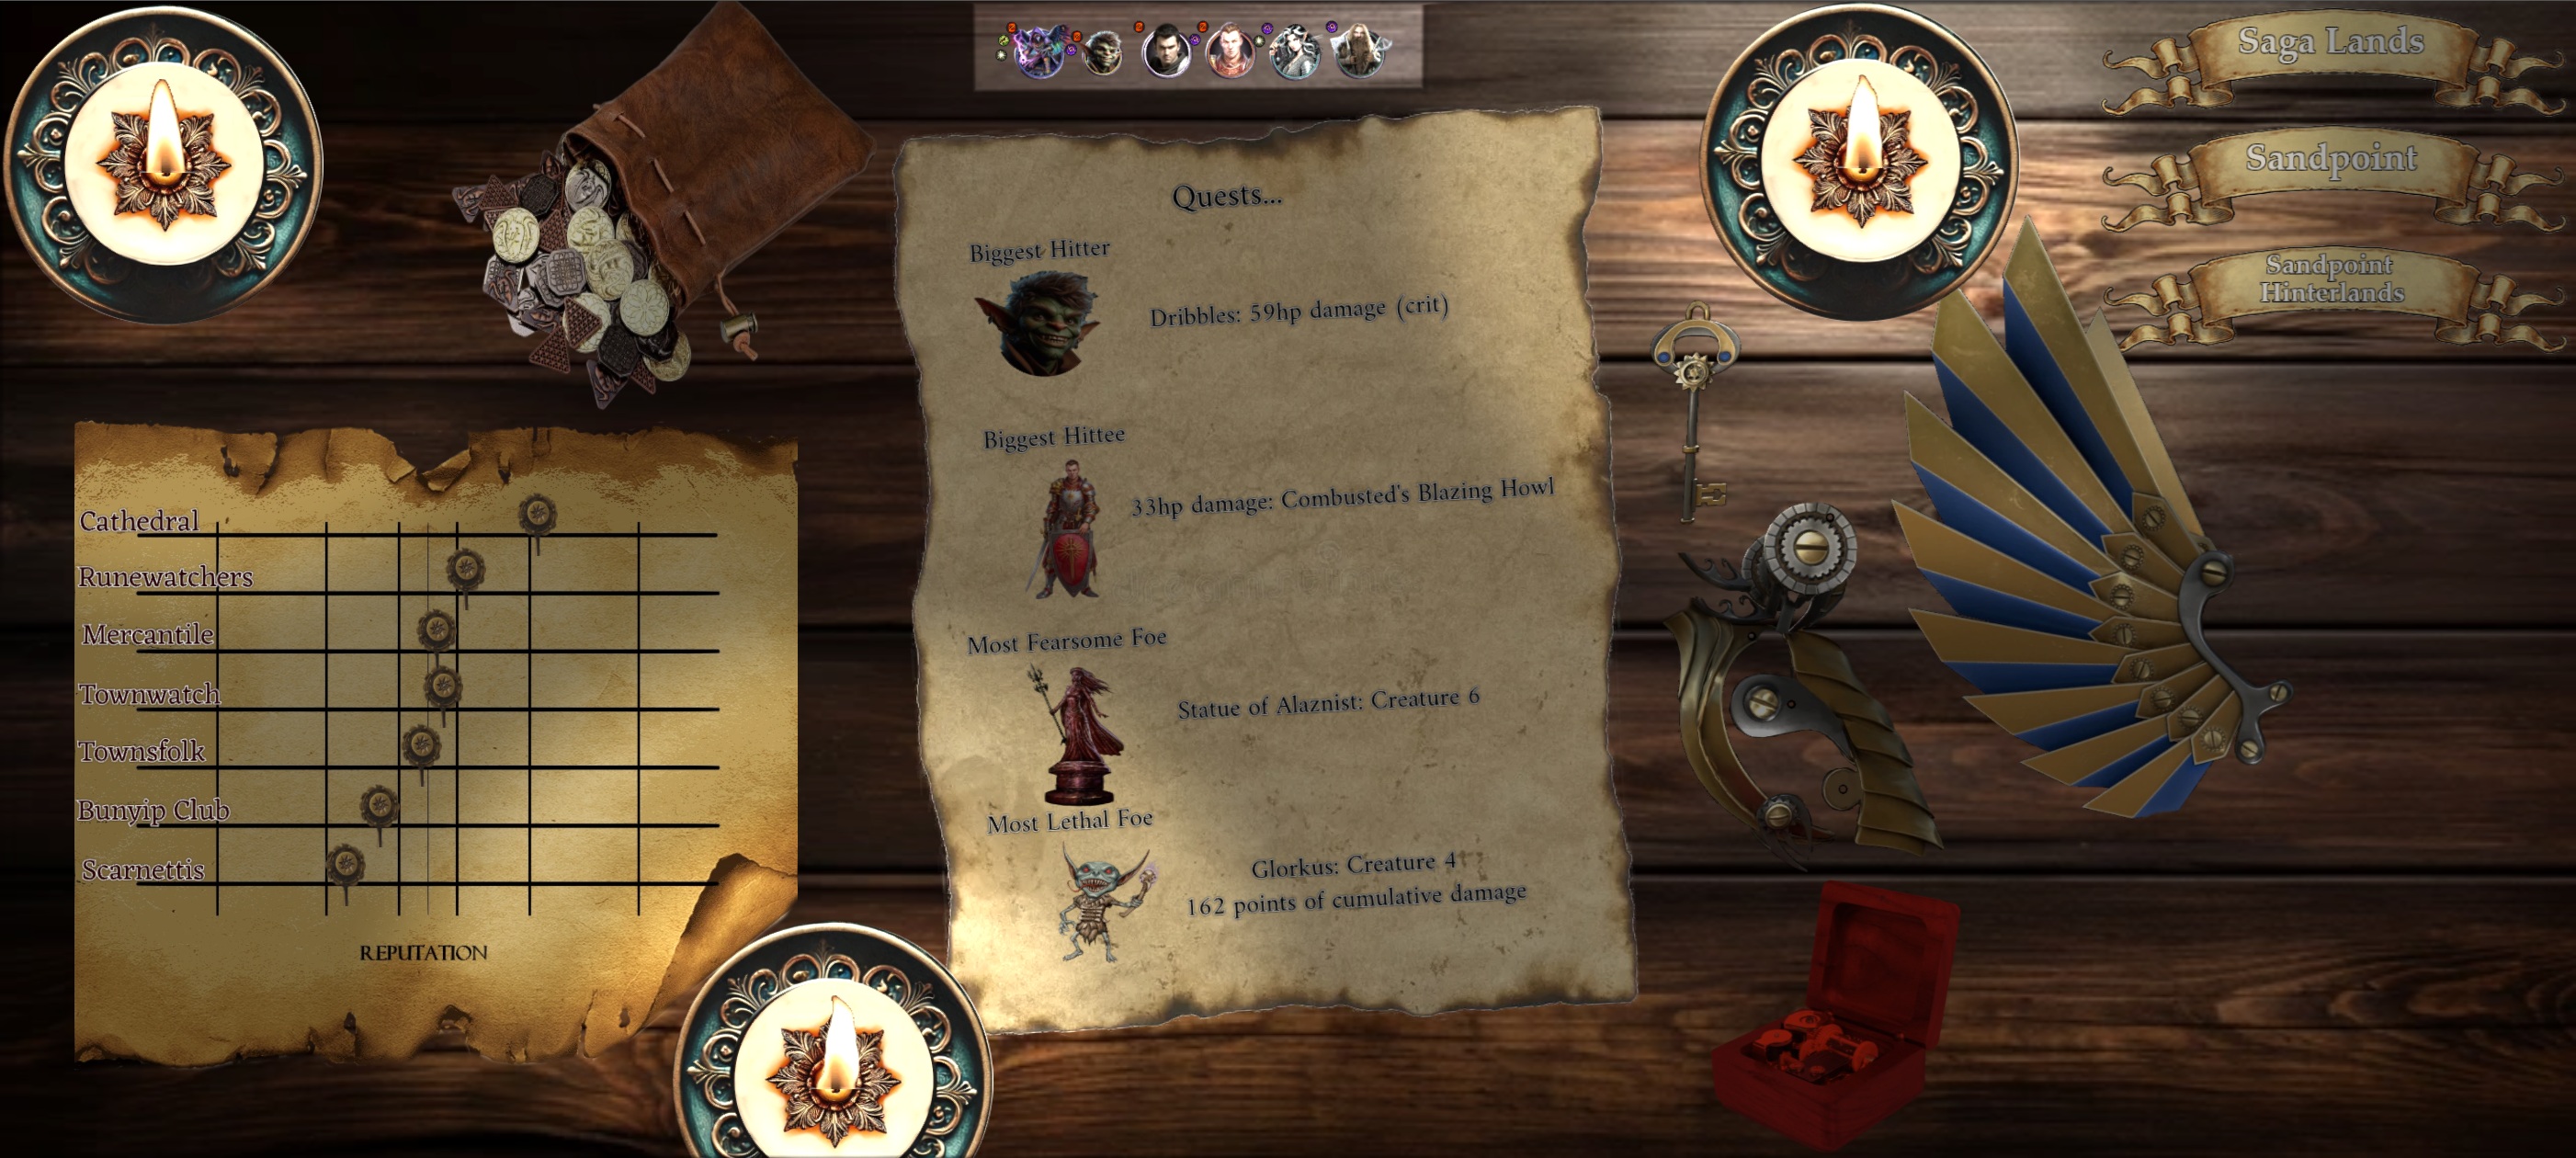 Saga Lands
Sandpoint
Sandpoint
Hinterlands
Quests...
Biggest Hitter
Dribbles: 59hp damage (crit)
Biggest Hittee
33hp damage: Combusted's Blazing Howl
Most Fearsome Foe
Statue of Alaznist: Creature 6
Most Lethal Foe
Glorkus: Creature 4
162 points of cumulative damage
Cathedral
Runewatchers
Mercantile
Townwatch
Townsfolk
Bunyip Club
Scarnettis
REPUTATION